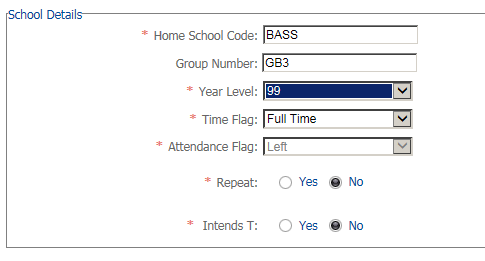 School Details
* Home School Code: BASS
Group Number: GB3
* Year Level: 99
* Time Flag: Full Time
* Attendance Flag: Left
* Repeat: Yes No
* Intends T: Yes No